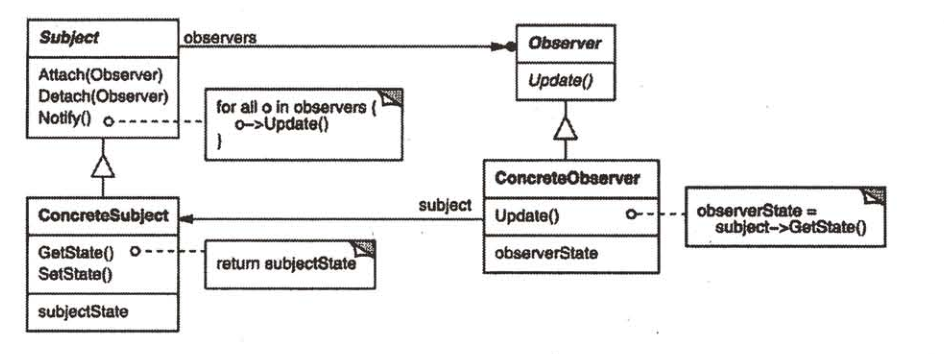 Subject
observers
Observer
Attach(Observer)
Detach(Observer)
Notify()
for all o in observers {
o->Update()
}
Update()
ConcreteSubject
GetState()
SetState()
subjectState
return subjectState
subject
ConcreteObserver
Update()
observerState
observerState =
subject->GetState()